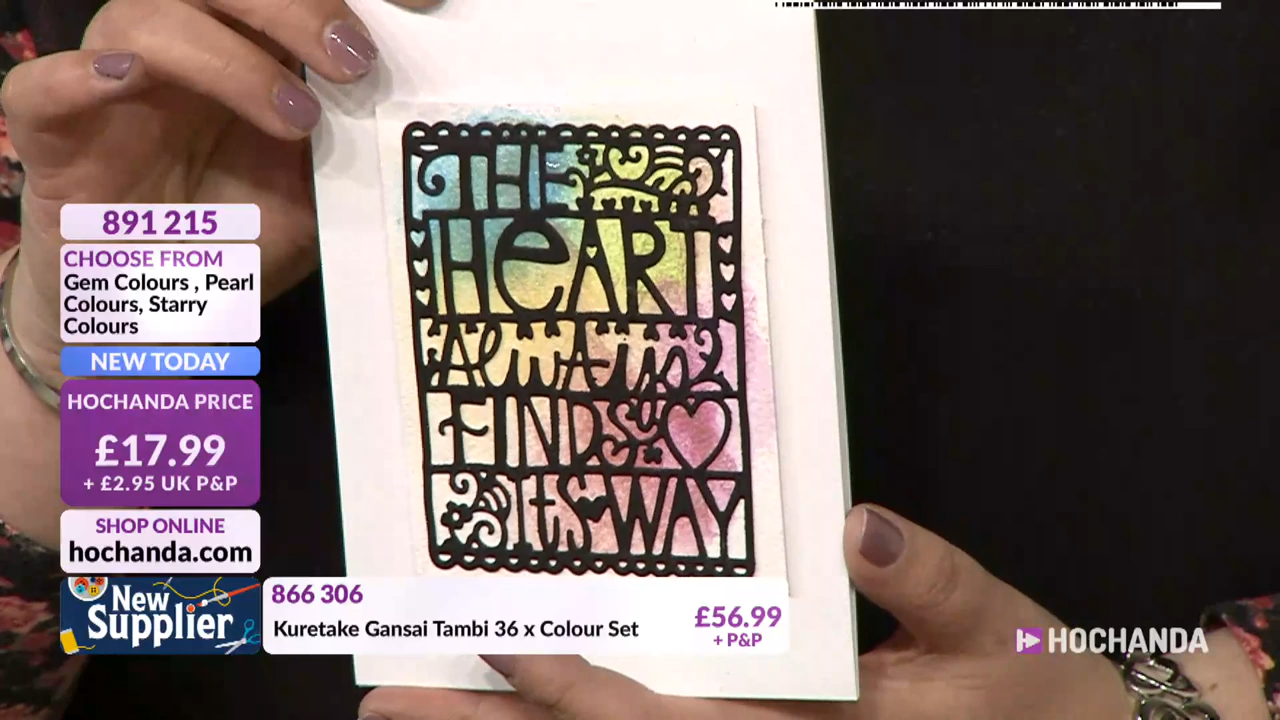 THE
HEART
Always
FINDS
ItS WAY
891 215
CHOOSE FROM
Gem Colours , Pearl
Colours, Starry
Colours
NEW TODAY
HOCHANDA PRICE
£17.99
+ £2.95 UK P&P
SHOP ONLINE
hochanda.com
New
Supplier
866 306
Kuretake Gansai Tambi 36 x Colour Set
£56.99
+ P&P
HOCHANDA